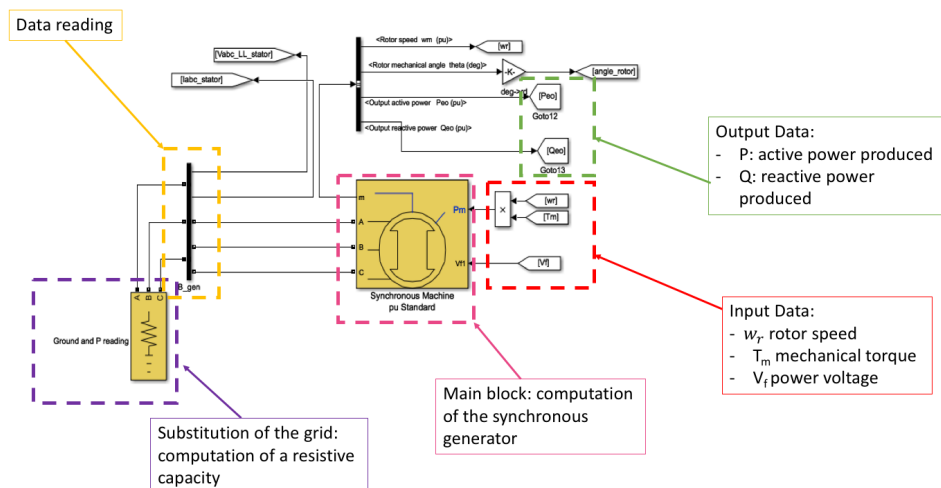 Data reading
[Vabc_LL_stator]
[Iabc_stator]
<Rotor speed wm (pu)>
[wr]
<Rotor mechanical angle theta (deg)>
-K-
[angle_rotor]
deg->rd
<Output active power Peo (pu)>
[Peo]
Goto12
<Output reactive power Qeo (pu)>
[Qeo]
Goto13
Output Data:
- P: active power produced
- Q: reactive power
produced
m
A
B
C
Pm
Vf1
×
[wr]
[Tm]
[Vf]
B_gen
Synchronous Machine
pu Standard
A B C
Ground and P reading
Input Data:
- wᵣ rotor speed
- Tₘ mechanical torque
- V_f power voltage
Main block: computation
of the synchronous
generator
Substitution of the grid:
computation of a resistive
capacity